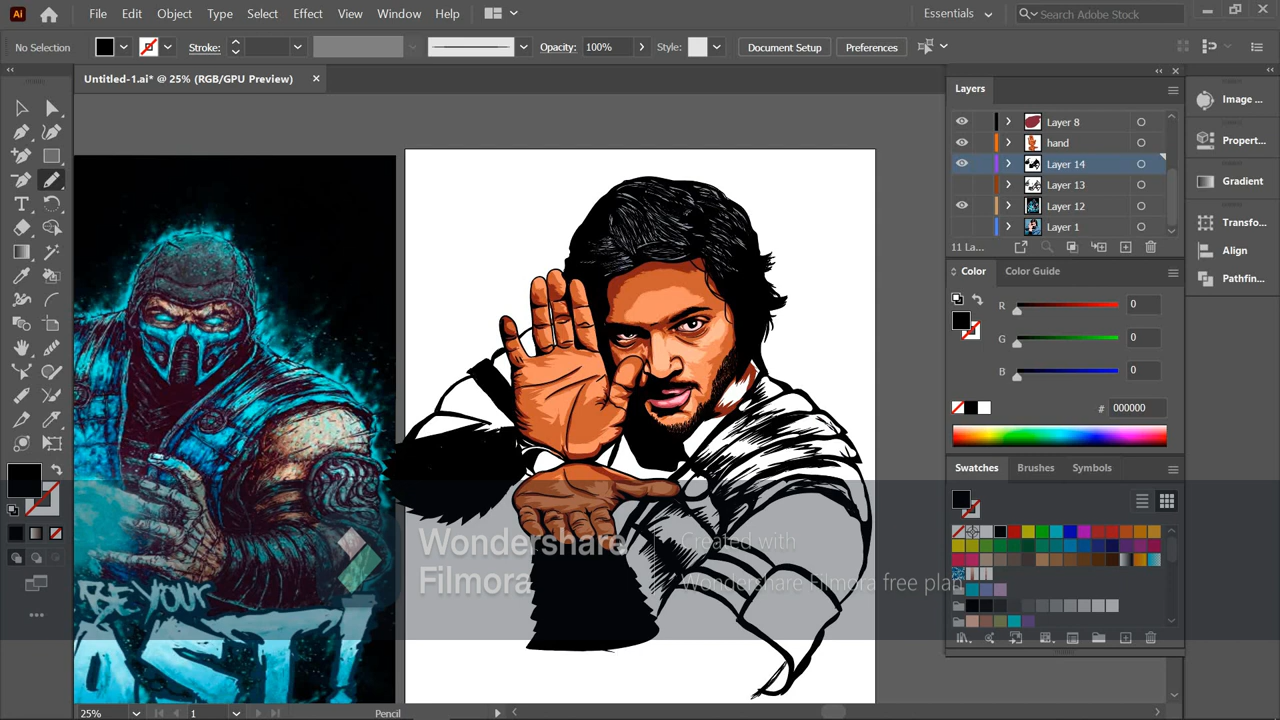 Ai
File Edit Object Type Select Effect View Window Help
Essentials
Search Adobe Stock
No Selection
Stroke:
Opacity: 100%
Style:
Document Setup
Preferences
Untitled-1.ai* @ 25% (RGB/GPU Preview)
Layers
Layer 8
hand
Layer 14
Layer 13
Layer 12
Layer 1
11 La...
Image ...
Propert...
Gradient
Transfo...
Align
Pathfin...
Color
Color Guide
R 0
G 0
B 0
# 000000
Swatches
Brushes
Symbols
Wondershare
Filmora
Created with
Wondershare Filmora free plan
BE YOUR
25%
1
Pencil